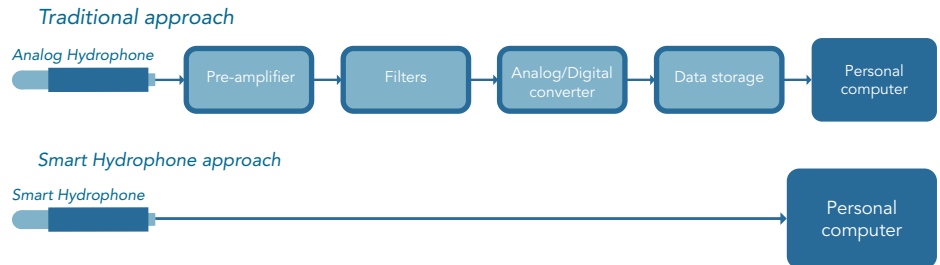 Traditional approach
Analog Hydrophone
Pre-amplifier
Filters
Analog/Digital
converter
Data storage
Personal
computer
Smart Hydrophone approach
Smart Hydrophone
Personal
computer